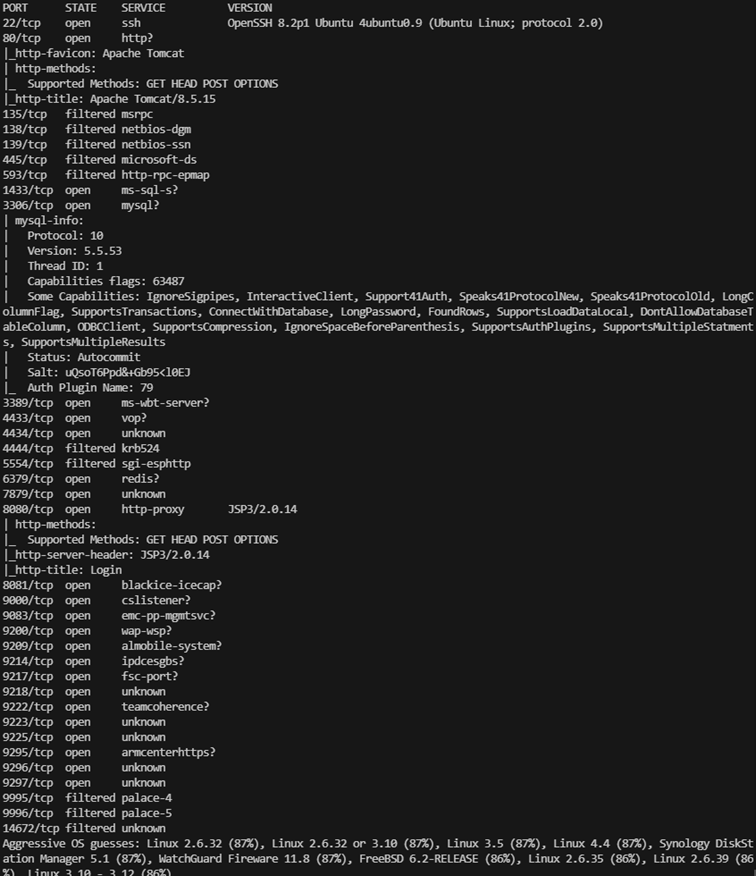 PORT STATE SERVICE VERSION
22/tcp open ssh OpenSSH 8.2p1 Ubuntu 4ubuntu0.9 (Ubuntu Linux; protocol 2.0)
80/tcp open http?
|_http-favicon: Apache Tomcat
| http-methods:
|_ Supported Methods: GET HEAD POST OPTIONS
|_http-title: Apache Tomcat/8.5.15
135/tcp filtered msrpc
138/tcp filtered netbios-dgm
139/tcp filtered netbios-ssn
445/tcp filtered microsoft-ds
593/tcp filtered http-rpc-epmap
1433/tcp open ms-sql-s?
3306/tcp open mysql?
| mysql-info:
| Protocol: 10
| Version: 5.5.53
| Thread ID: 1
| Capabilities flags: 63487
| Some Capabilities: IgnoreSigpipes, InteractiveClient, Support41Auth, Speaks41ProtocolNew, Speaks41ProtocolOld, LongC
olumnFlag, SupportsTransactions, ConnectWithDatabase, LongPassword, FoundRows, SupportsLoadDataLocal, DontAllowDatabaseT
ableColumn, ODBCClient, SupportsCompression, IgnoreSpaceBeforeParenthesis, SupportsAuthPlugins, SupportsMultipleStatment
s, SupportsMultipleResults
| Status: Autocommit
| Salt: uQsoT6Ppd&+Gb95<l0EJ
|_ Auth Plugin Name: 79
3389/tcp open ms-wbt-server?
4433/tcp open vop?
4434/tcp open unknown
4444/tcp filtered krb524
5554/tcp filtered sgi-esphttp
6379/tcp open redis?
7879/tcp open unknown
8080/tcp open http-proxy JSP3/2.0.14
| http-methods:
|_ Supported Methods: GET HEAD POST OPTIONS
|_http-server-header: JSP3/2.0.14
|_http-title: Login
8081/tcp open blackice-icecap?
9000/tcp open cslistener?
9083/tcp open emc-pp-mgmtsvc?
9200/tcp open wap-wsp?
9209/tcp open almobile-system?
9214/tcp open ipdcesgbs?
9217/tcp open fsc-port?
9218/tcp open unknown
9222/tcp open teamcoherence?
9223/tcp open unknown
9225/tcp open unknown
9295/tcp open armcenterhttps?
9296/tcp open unknown
9297/tcp open unknown
9995/tcp filtered palace-4
9996/tcp filtered palace-5
14672/tcp filtered unknown
Aggressive OS guesses: Linux 2.6.32 (87%), Linux 2.6.32 or 3.10 (87%), Linux 3.5 (87%), Linux 4.4 (87%), Synology DiskSt
ation Manager 5.1 (87%), WatchGuard Fireware 11.8 (87%), FreeBSD 6.2-RELEASE (86%), Linux 2.6.35 (86%), Linux 2.6.39 (86
%), Linux 3.10 - 3.12 (86%)